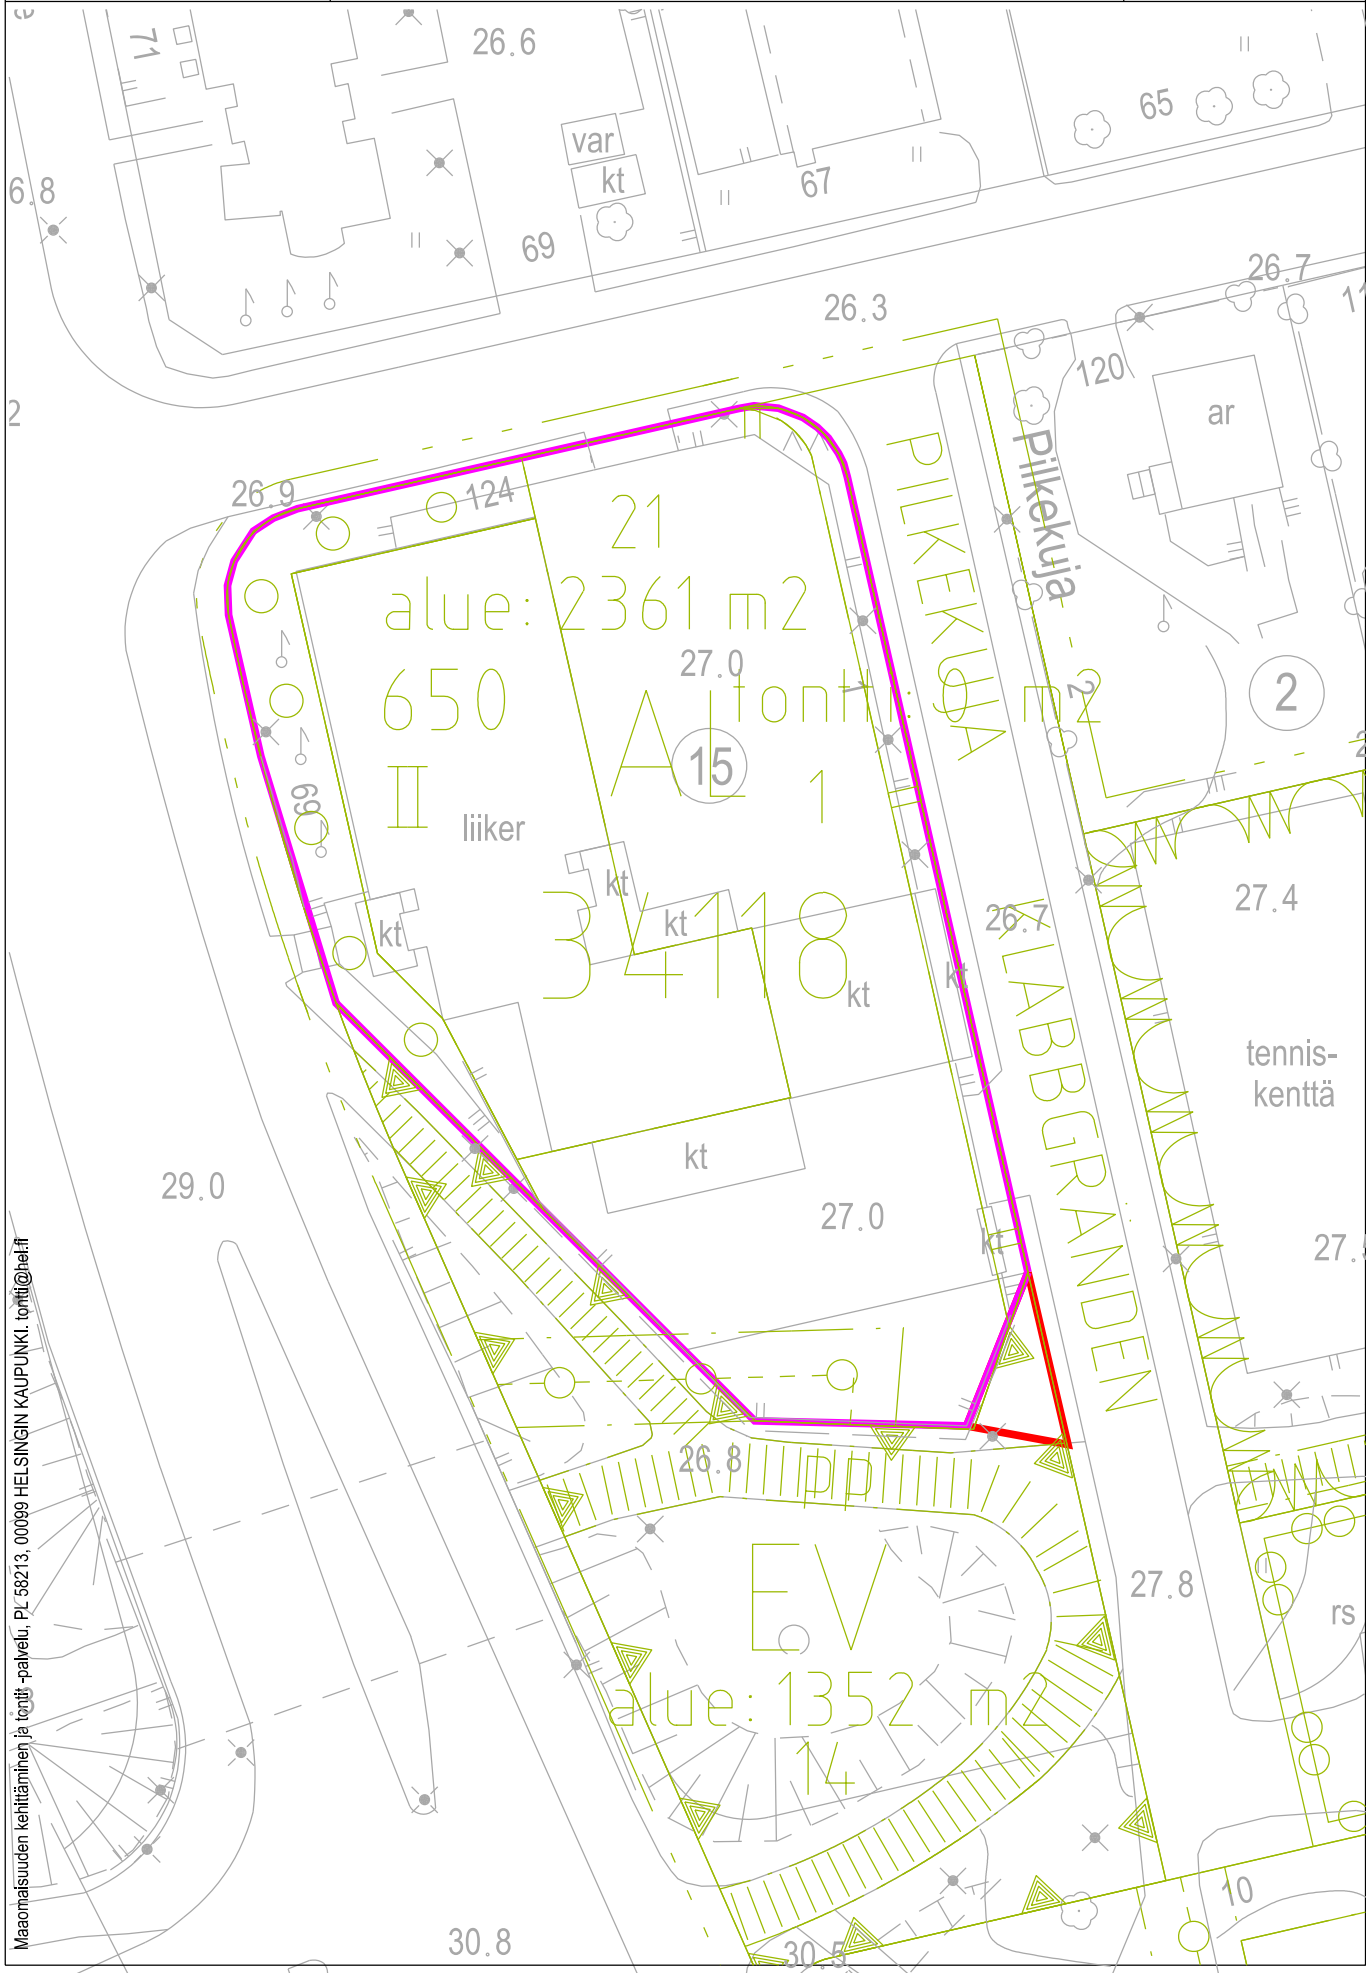 71
26.6
65
var
kt
67
6.8
69
26.7
26.3
120
ar
2
Pilkekuja
26.9
124
21
PILKEKUJA
alue: 2361 m2
27.0
650
tontti: 0 m2
1
2
2
AL
15
II
1
69
liiker
kt
kt
27.4
34118
26.7
kt
kt
kt
KLABBGRÄNDEN
tennis-
kenttä
kt
29.0
27.0
kt
26.8
pp
EV
27.8
rs
alue: 1352 m2
14
10
30.8
30.5
Maaomaisuuden kehittäminen ja tontit -palvelu, PL 58213, 00099 HELSINGIN KAUPUNKI. tontti@hel.fi